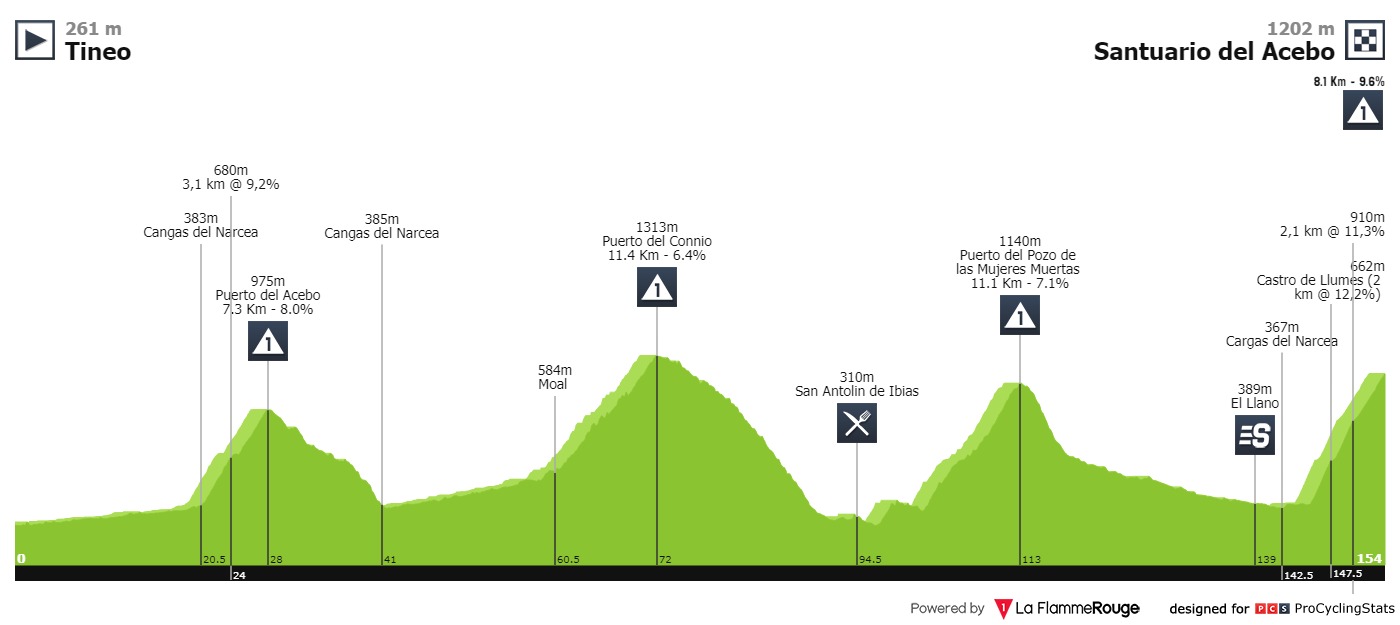 261 m
Tineo
1202 m
Santuario del Acebo
8.1 Km - 9.6%
1
680m
3,1 km @ 9,2%
383m
Cangas del Narcea
385m
Cangas del Narcea
975m
Puerto del Acebo
7.3 Km - 8.0%
1
584m
Moal
1313m
Puerto del Connio
11.4 Km - 6.4%
1
310m
San Antolin de Ibias
1140m
Puerto del Pozo de
las Mujeres Muertas
11.1 Km - 7.1%
1
910m
2,1 km @ 11,3%
662m
Castro de Llumes (2
km @ 12,2%)
367m
Cargas del Narcea
389m
El Llano
S
0
20.5
24
28
41
60.5
72
94.5
113
139
142.5
147.5
154
Powered by 1 La FlammeRouge
designed for PCS ProCyclingStats